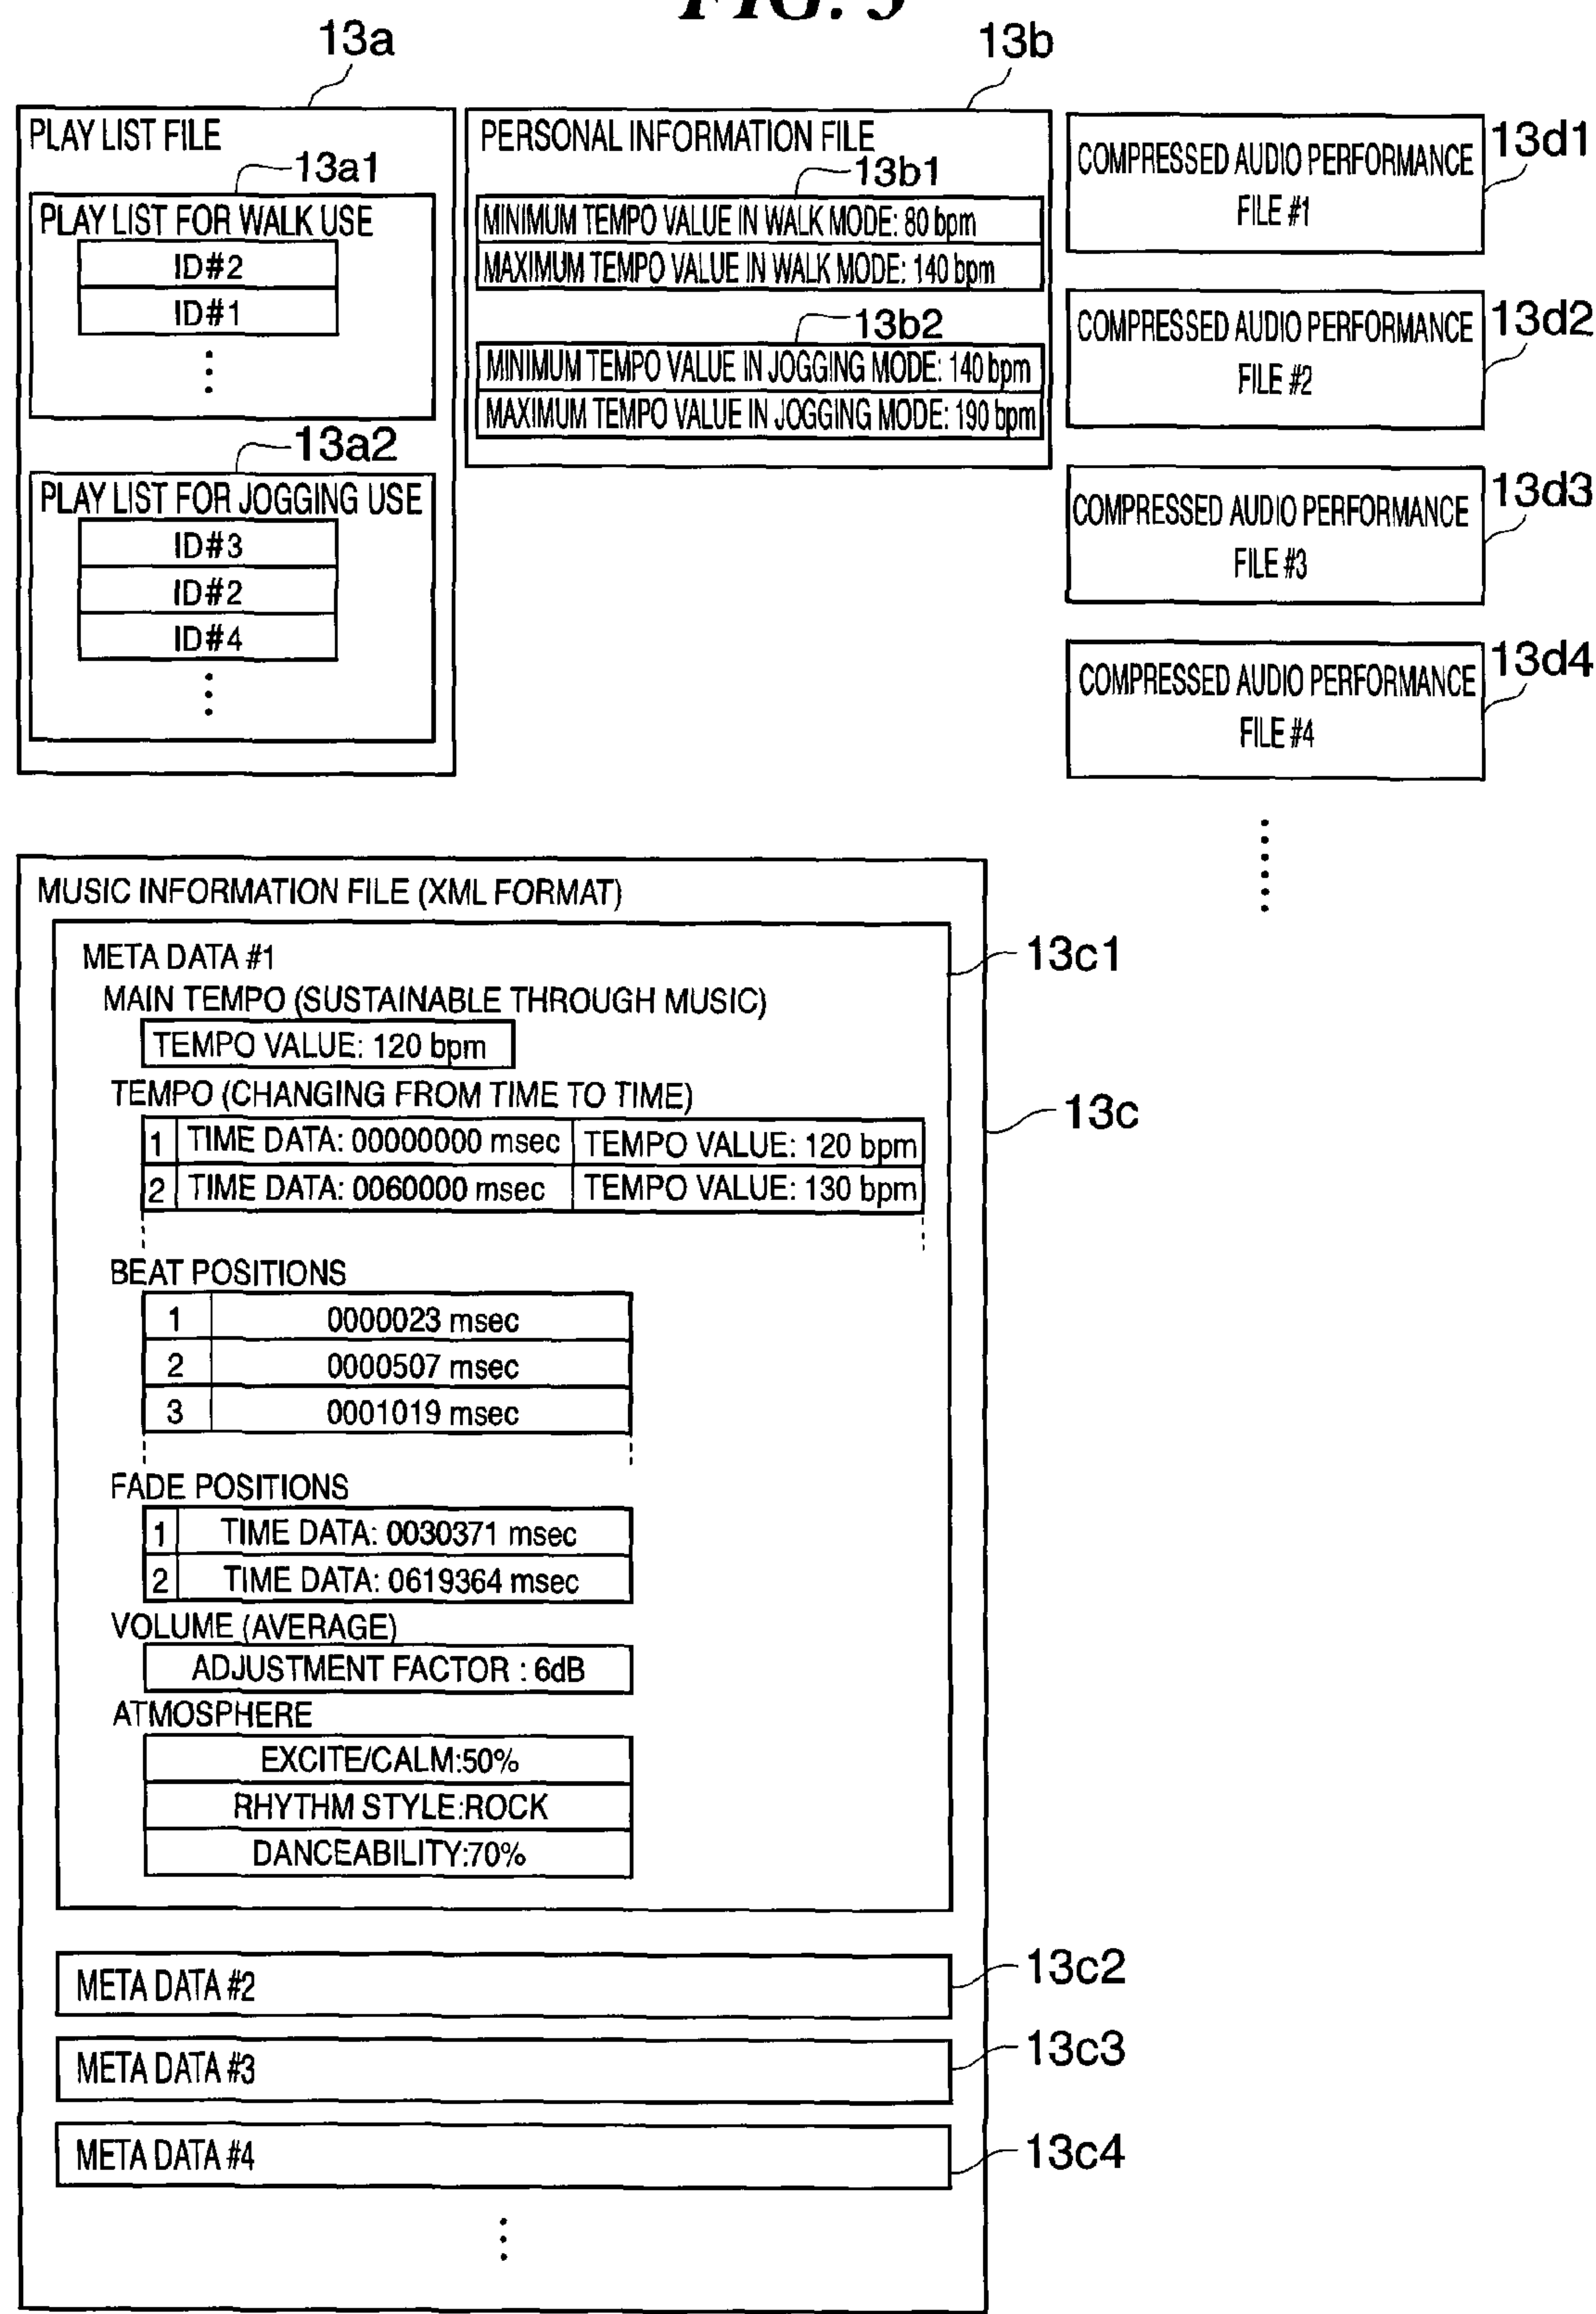 FIG. 5
13a
PLAY LIST FILE
13a1
PLAY LIST FOR WALK USE
ID#2
ID#1
13a2
PLAY LIST FOR JOGGING USE
ID#3
ID#2
ID#4
13b
PERSONAL INFORMATION FILE
13b1
MINIMUM TEMPO VALUE IN WALK MODE: 80 bpm
MAXIMUM TEMPO VALUE IN WALK MODE: 140 bpm
13b2
MINIMUM TEMPO VALUE IN JOGGING MODE: 140 bpm
MAXIMUM TEMPO VALUE IN JOGGING MODE: 190 bpm
COMPRESSED AUDIO PERFORMANCE
FILE #1
13d1
COMPRESSED AUDIO PERFORMANCE
FILE #2
13d2
COMPRESSED AUDIO PERFORMANCE
FILE #3
13d3
COMPRESSED AUDIO PERFORMANCE
FILE #4
13d4
MUSIC INFORMATION FILE (XML FORMAT)
13c
META DATA #1
13c1
MAIN TEMPO (SUSTAINABLE THROUGH MUSIC)
TEMPO VALUE: 120 bpm
TEMPO (CHANGING FROM TIME TO TIME)
1 TIME DATA: 00000000 msec TEMPO VALUE: 120 bpm
2 TIME DATA: 0060000 msec TEMPO VALUE: 130 bpm
BEAT POSITIONS
1 0000023 msec
2 0000507 msec
3 0001019 msec
FADE POSITIONS
1 TIME DATA: 0030371 msec
2 TIME DATA: 0619364 msec
VOLUME (AVERAGE)
ADJUSTMENT FACTOR : 6dB
ATMOSPHERE
EXCITE/CALM:50%
RHYTHM STYLE:ROCK
DANCEABILITY:70%
META DATA #2
13c2
META DATA #3
13c3
META DATA #4
13c4